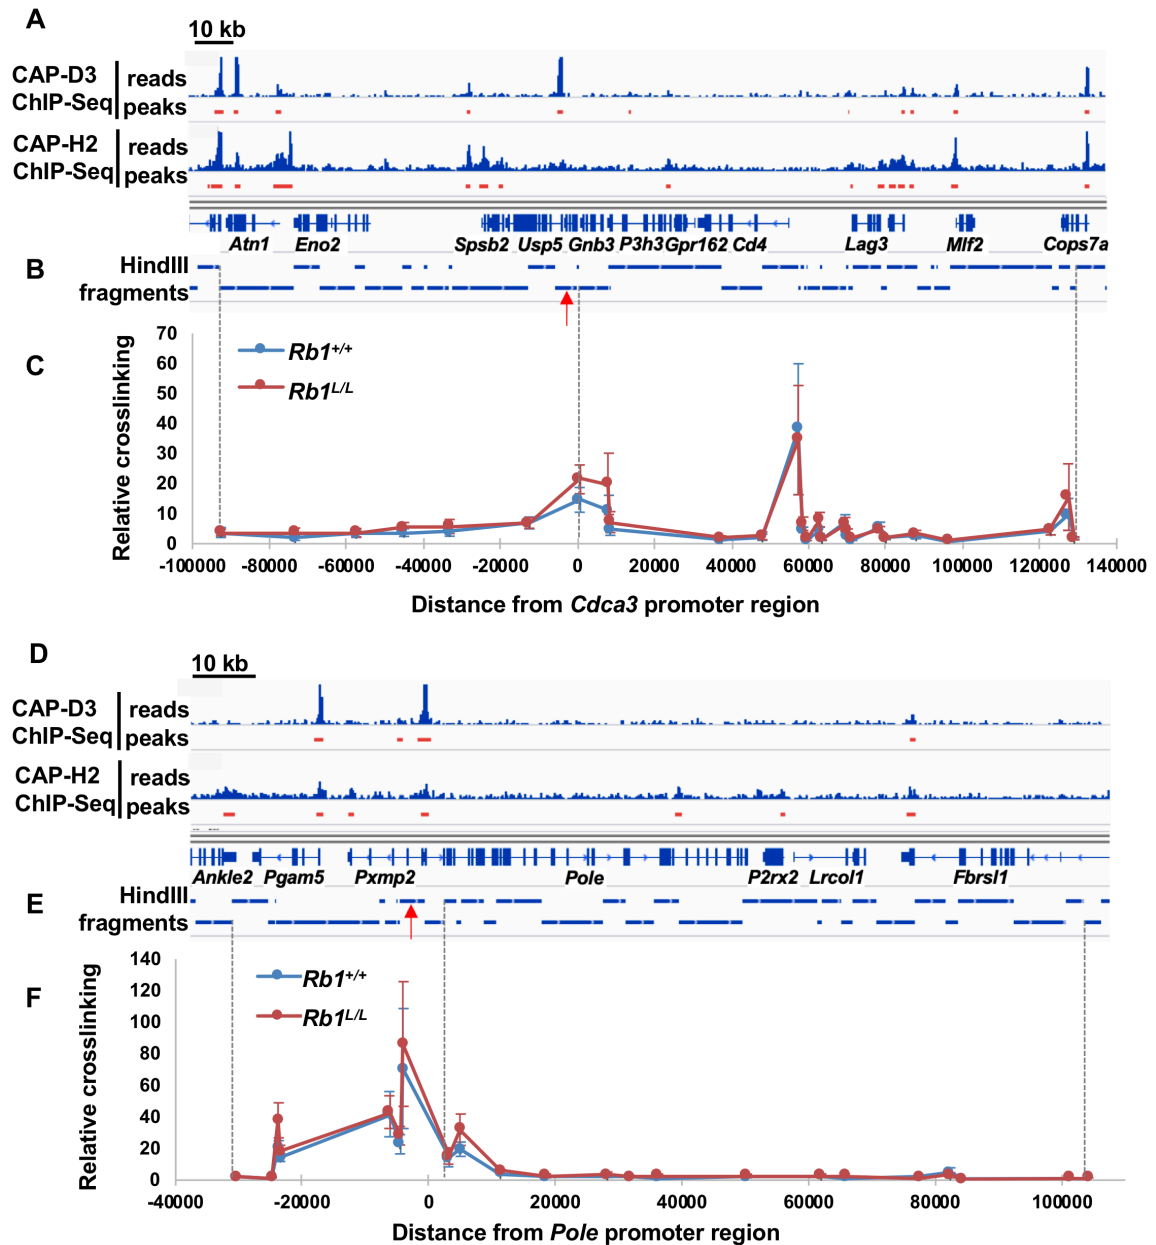 A
10 kb
CAP-D3 reads
ChIP-Seq peaks
CAP-H2 reads
ChIP-Seq peaks
Atn1 Eno2 Spsb2 Usp5 Gnb3 P3h3 Gpr162 Cd4 Lag3 Mlf2 Cops7a
B
HindIII
fragments
C
Relative crosslinking
70
60
50
40
30
20
10
0
Rb1+/+
Rb1L/L
-100000 -80000 -60000 -40000 -20000 0 20000 40000 60000 80000 100000 120000 140000
Distance from Cdca3 promoter region
D
10 kb
CAP-D3 reads
ChIP-Seq peaks
CAP-H2 reads
ChIP-Seq peaks
Ankle2 Pgam5 Pxmp2 Pole P2rx2 Lrcol1 Fbrsl1
E
HindIII
fragments
F
Relative crosslinking
140
120
100
80
60
40
20
0
Rb1+/+
Rb1L/L
-40000 -20000 0 20000 40000 60000 80000 100000
Distance from Pole promoter region